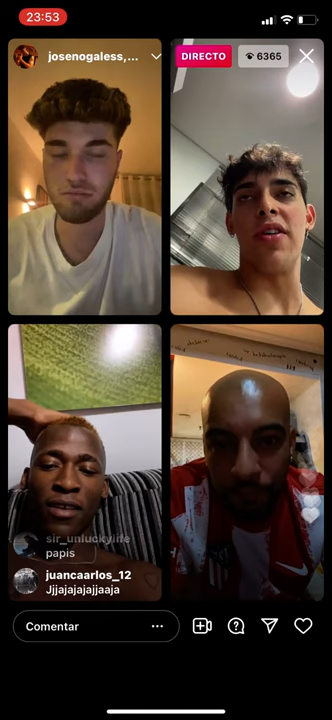 23:53
josenogaless,...
DIRECTO
6365
sir_unluckylife
papis
juancaarlos_12
Jjjajajajajjaaja
Comentar